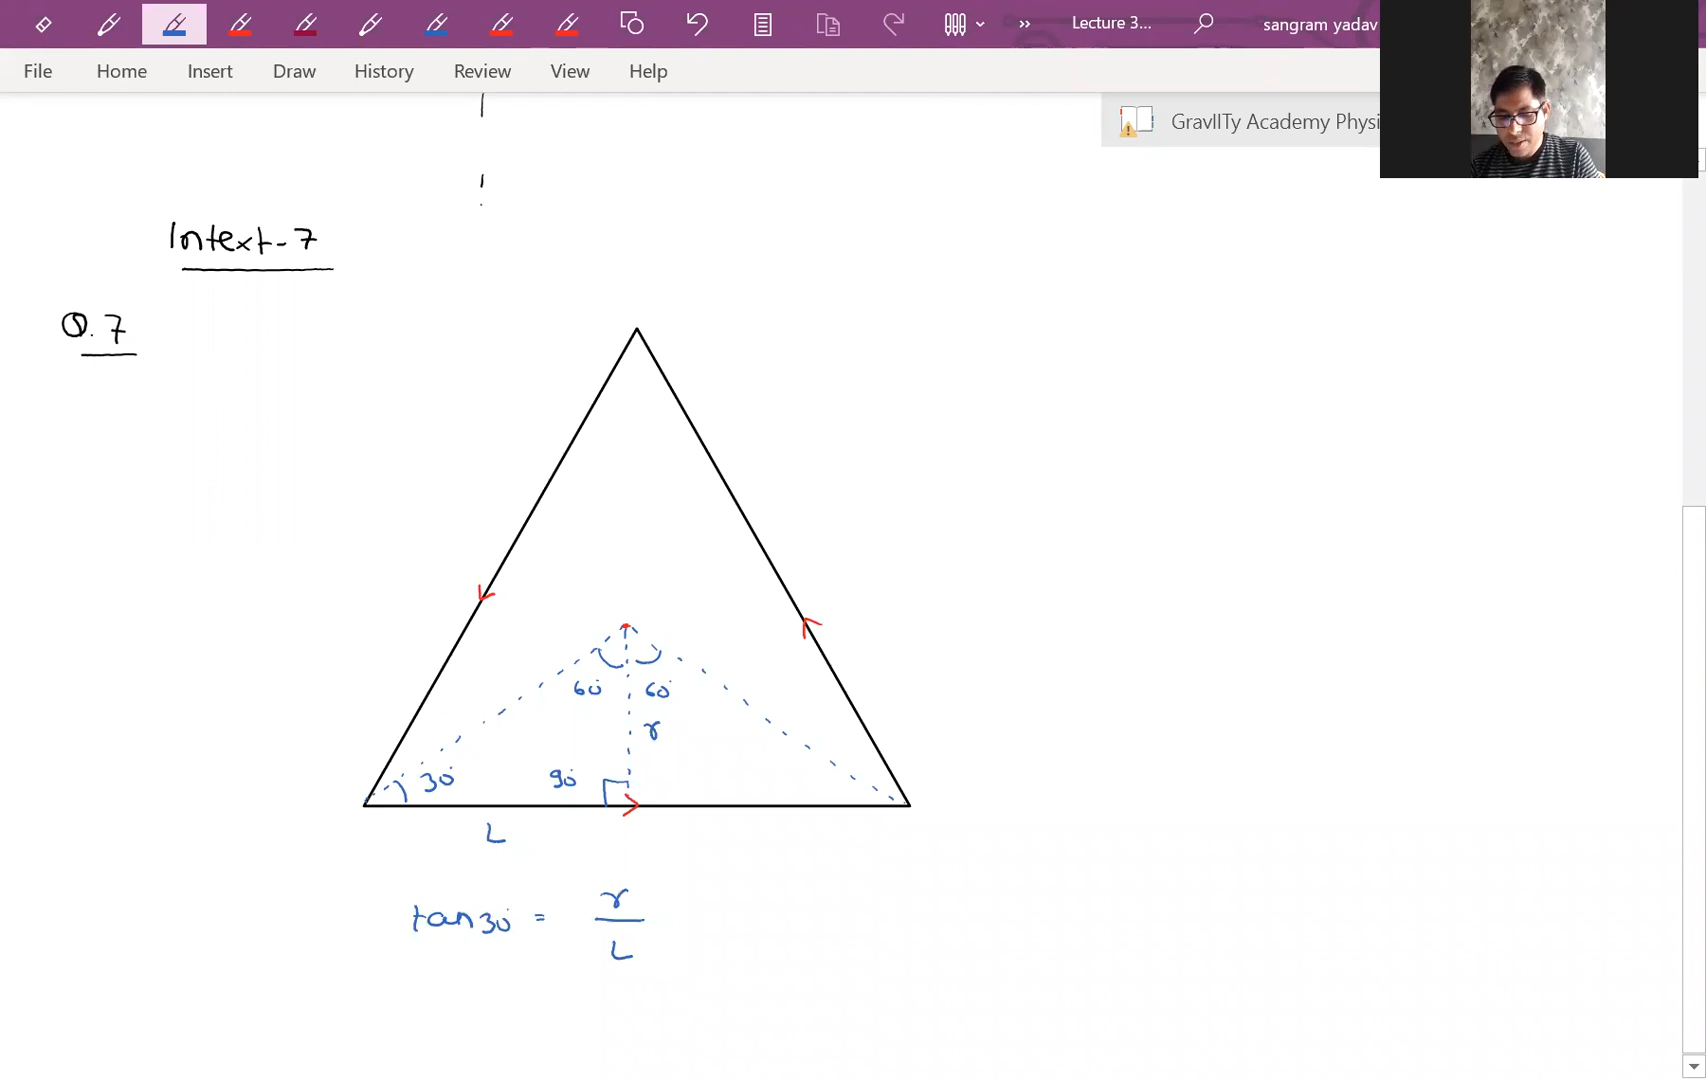 Lecture 3...
sangram yadav
File Home Insert Draw History Review View Help
GravIITy Academy Physi
Intext-7
Q.7
60° 60°
r
30° 90°
L
tan30° = r/L